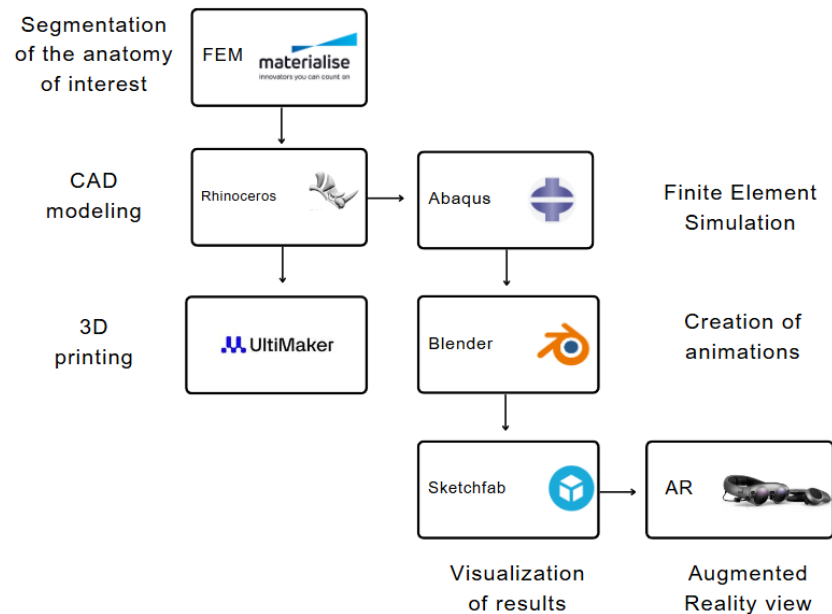 Segmentation
of the anatomy
of interest
FEM
materialise
innovators you can count on
CAD
modeling
Rhinoceros
Abaqus
Finite Element
Simulation
3D
printing
UltiMaker
Blender
Creation of
animations
Sketchfab
AR
Visualization
of results
Augmented
Reality view